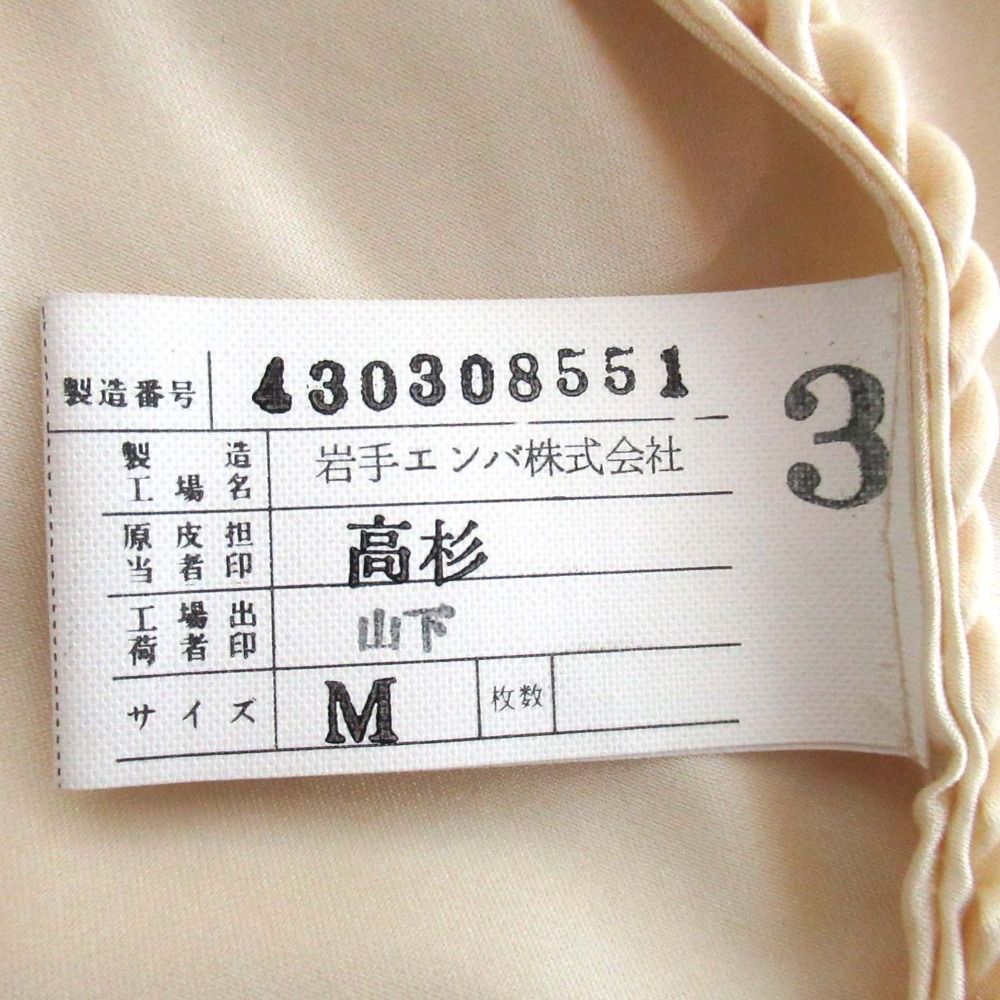 製造番号 430308551
3
製造工場名 岩手エンバ株式会社
原皮担当者印 高杉
工場出荷者印 山下
サイズ M 枚数